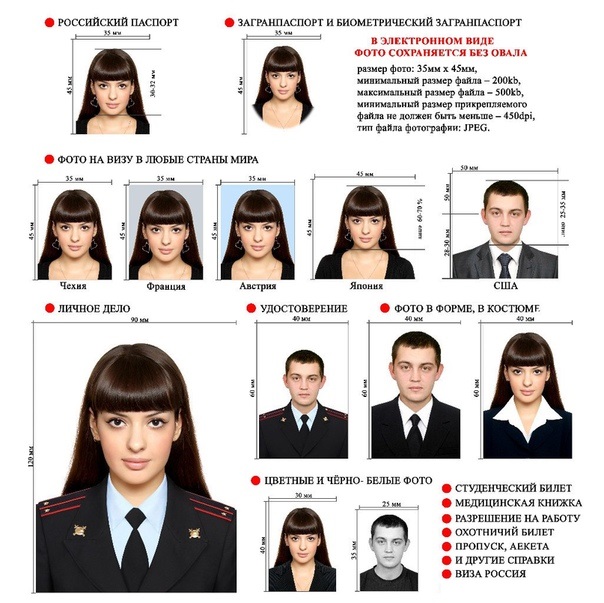 РОССИЙСКИЙ ПАСПОРТ
35 мм
45 мм
30-32 мм
ЗАГРАНПАСПОРТ И БИОМЕТРИЧЕСКИЙ ЗАГРАНПАСПОРТ
35 мм
45 мм
В ЭЛЕКТРОННОМ ВИДЕ
ФОТО СОХРАНЯЕТСЯ БЕЗ ОВАЛА
размер фото: 35мм х 45мм,
минимальный размер файла – 200kb,
максимальный размер файла – 500kb,
минимальный размер прикрепляемого
файла не должен быть меньше – 450dpi,
тип файла фотографии: JPEG.
ФОТО НА ВИЗУ В ЛЮБЫЕ СТРАНЫ МИРА
35 мм
45 мм
Чехия
35 мм
45 мм
Франция
35 мм
45 мм
Австрия
45 мм
45 мм
лицо 60-70 %
Япония
50 мм
50 мм
28-30 мм
лицо 25-35 мм
США
ЛИЧНОЕ ДЕЛО
90 мм
120 мм
УДОСТОВЕРЕНИЕ
40 мм
60 мм
ФОТО В ФОРМЕ, В КОСТЮМЕ
40 мм
60 мм
40 мм
60 мм
ЦВЕТНЫЕ И ЧЁРНО- БЕЛЫЕ ФОТО
30 мм
40 мм
25 мм
35 мм
СТУДЕНЧЕСКИЙ БИЛЕТ
МЕДИЦИНСКАЯ КНИЖКА
РАЗРЕШЕНИЕ НА РАБОТУ
ОХОТНИЧИЙ БИЛЕТ
ПРОПУСК, АЕКЕТА
И ДРУГИЕ СПРАВКИ
ВИЗА РОССИЯ